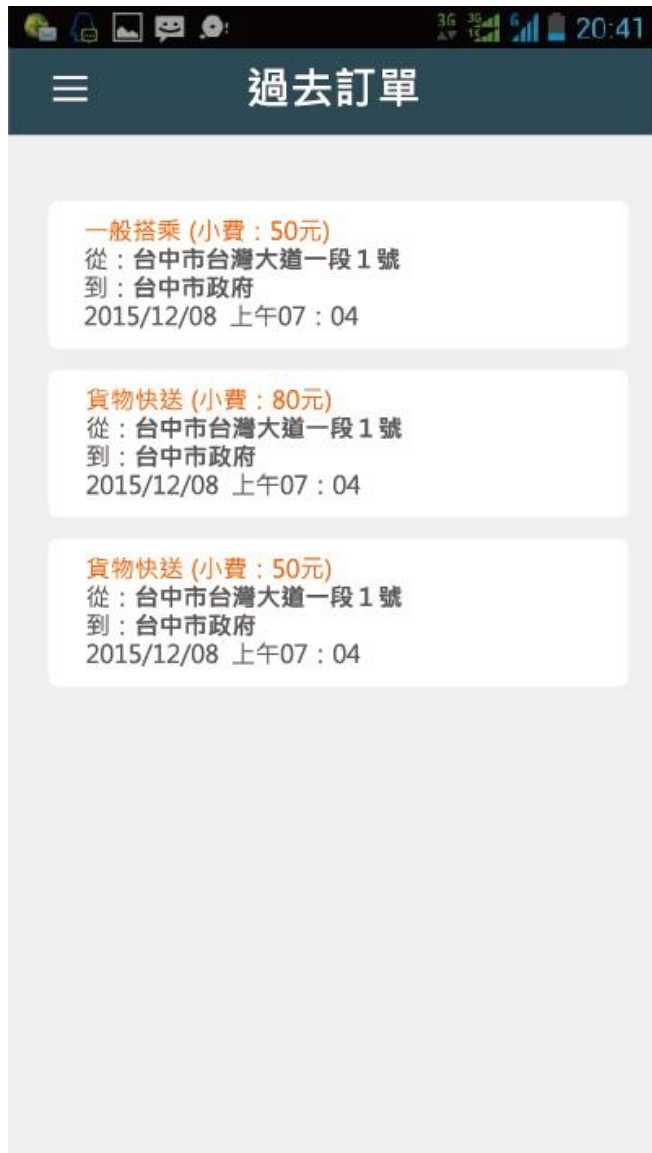 20:41
過去訂單
一般搭乘 (小費：50元)
從：台中市台灣大道一段１號
到：台中市政府
2015/12/08 上午07：04
貨物快送 (小費：80元)
從：台中市台灣大道一段１號
到：台中市政府
2015/12/08 上午07：04
貨物快送 (小費：50元)
從：台中市台灣大道一段１號
到：台中市政府
2015/12/08 上午07：04